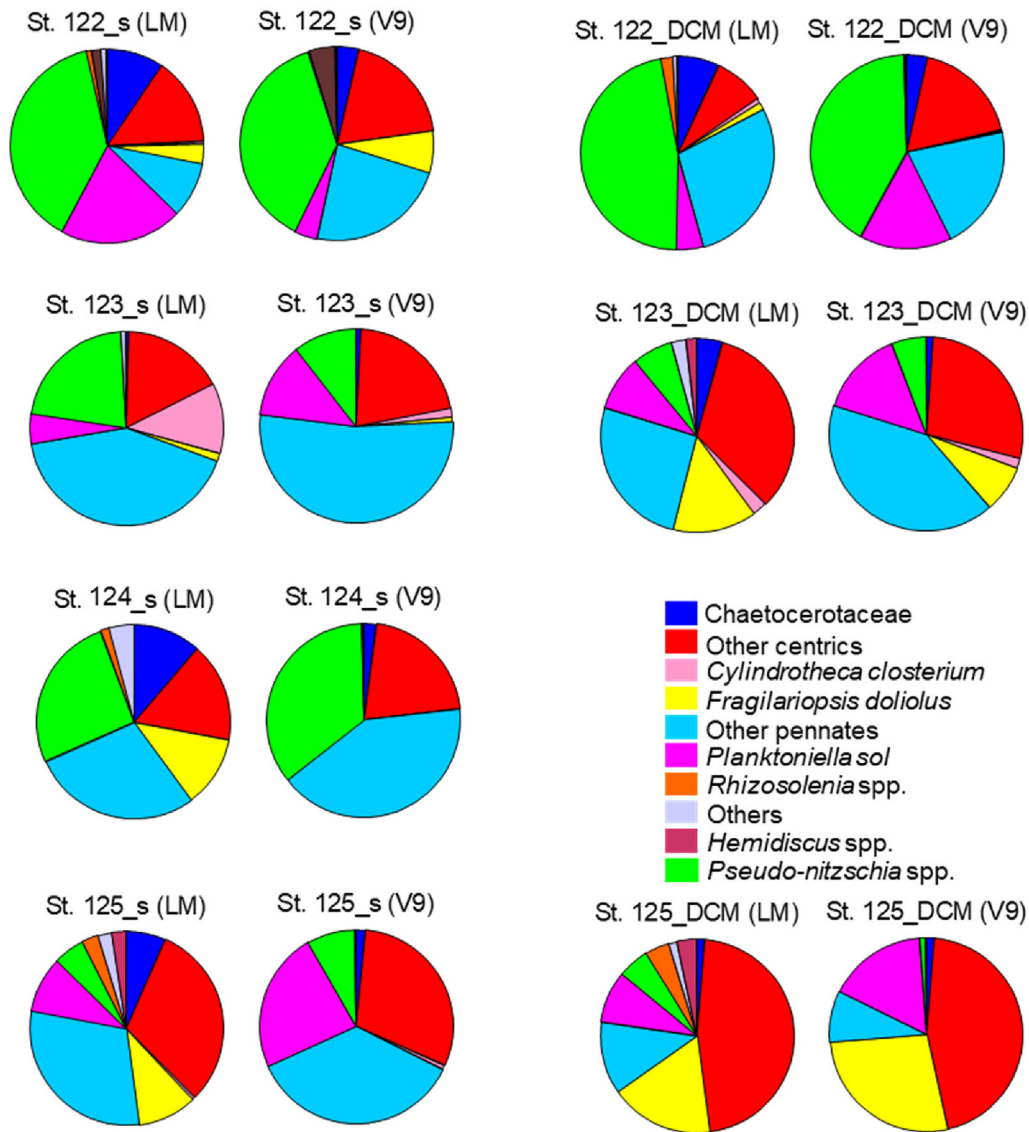 St. 122_s (LM)
St. 122_s (V9)
St. 122_DCM (LM)
St. 122_DCM (V9)
St. 123_s (LM)
St. 123_s (V9)
St. 123_DCM (LM)
St. 123_DCM (V9)
St. 124_s (LM)
St. 124_s (V9)
Chaetocerotaceae
Other centrics
Cylindrotheca closterium
Fragilariopsis doliolus
Other pennates
Planktoniella sol
Rhizosolenia spp.
Others
Hemidiscus spp.
Pseudo-nitzschia spp.
St. 125_s (LM)
St. 125_s (V9)
St. 125_DCM (LM)
St. 125_DCM (V9)